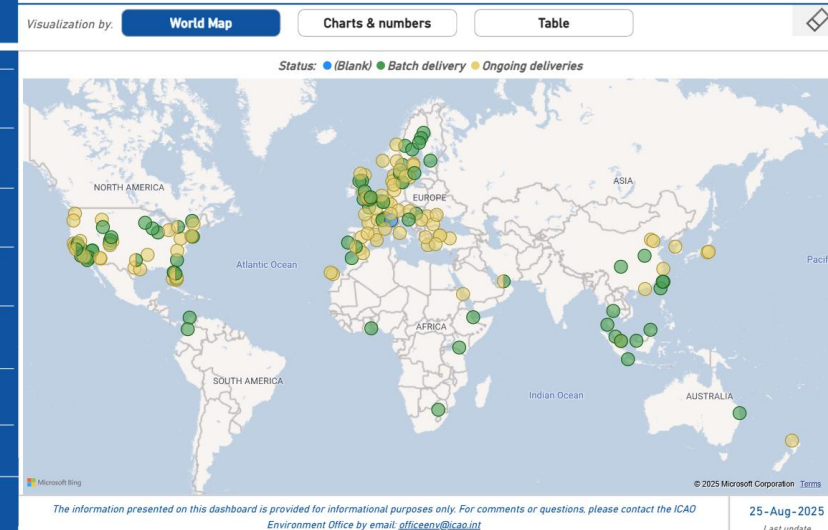 Visualization by:
World Map
Charts & numbers
Table
Status: (Blank) Batch delivery Ongoing deliveries
NORTH AMERICA
ASIA
EUROPE
Atlantic Ocean
Pacif
AFRICA
SOUTH AMERICA
Indian Ocean
AUSTRALIA
Microsoft Bing
© 2025 Microsoft Corporation Terms
The information presented on this dashboard is provided for informational purposes only. For comments or questions, please contact the ICAO
Environment Office by email: officeenv@icao.int
25-Aug-2025
Last update